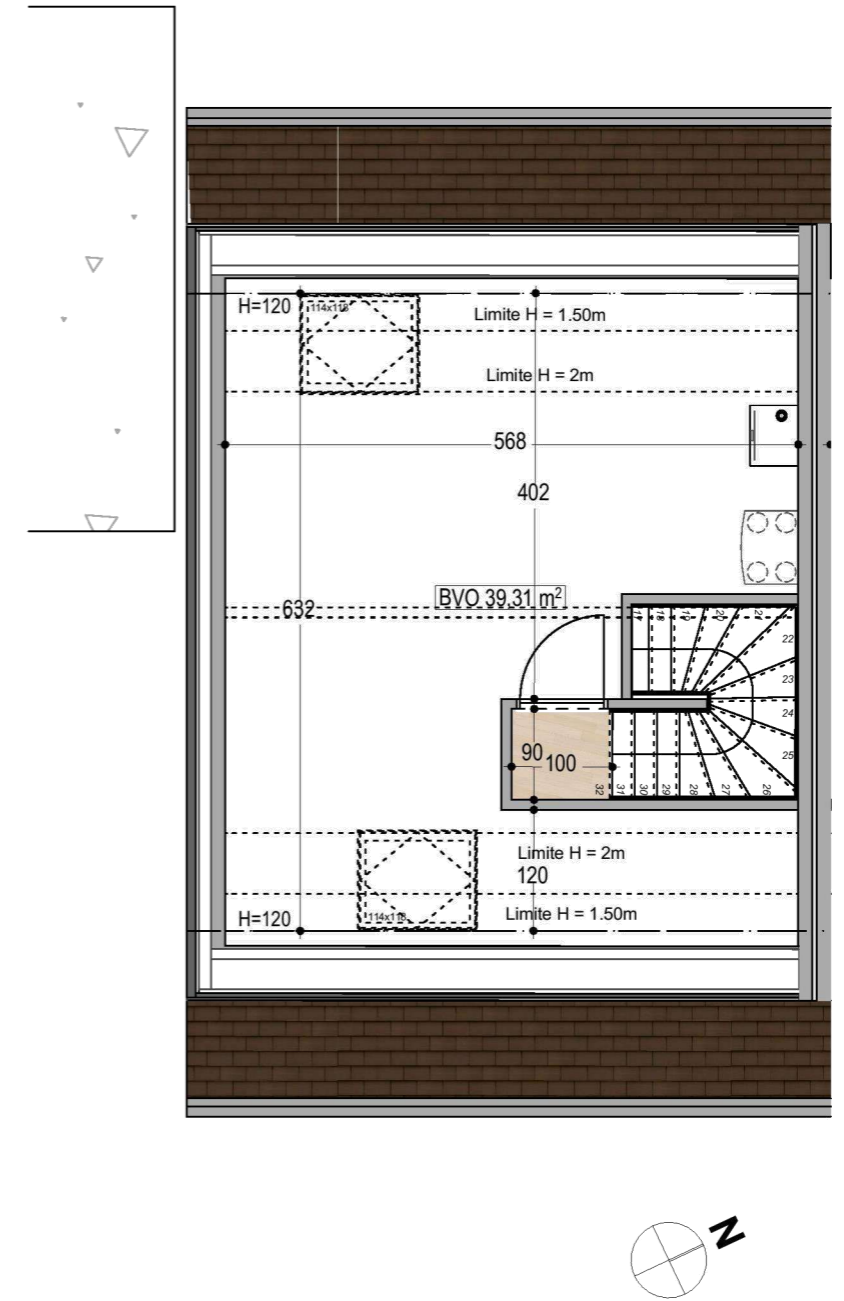 H=120
114x118
Limite H = 1.50m
Limite H = 2m
568
402
BVO 39,31 m²
632
17
18
19
20
21
22
23
24
25
90
100
32
31
30
29
28
27
26
Limite H = 2m
120
H=120
114x118
Limite H = 1.50m
N